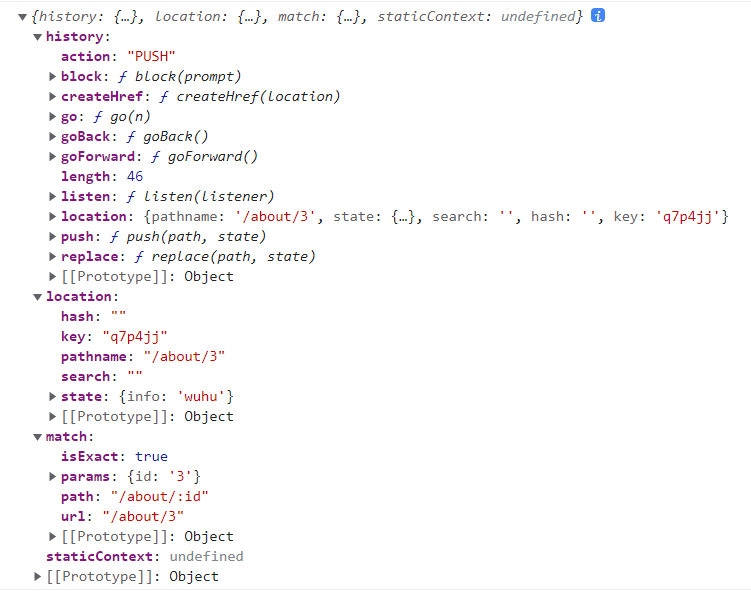 {history: {…}, location: {…}, match: {…}, staticContext: undefined} i
history:
action: "PUSH"
block: ƒ block(prompt)
createHref: ƒ createHref(location)
go: ƒ go(n)
goBack: ƒ goBack()
goForward: ƒ goForward()
length: 46
listen: ƒ listen(listener)
location: {pathname: '/about/3', state: {…}, search: '', hash: '', key: 'q7p4jj'}
push: ƒ push(path, state)
replace: ƒ replace(path, state)
[[Prototype]]: Object
location:
hash: ""
key: "q7p4jj"
pathname: "/about/3"
search: ""
state: {info: 'wuhu'}
[[Prototype]]: Object
match:
isExact: true
params: {id: '3'}
path: "/about/:id"
url: "/about/3"
[[Prototype]]: Object
staticContext: undefined
[[Prototype]]: Object